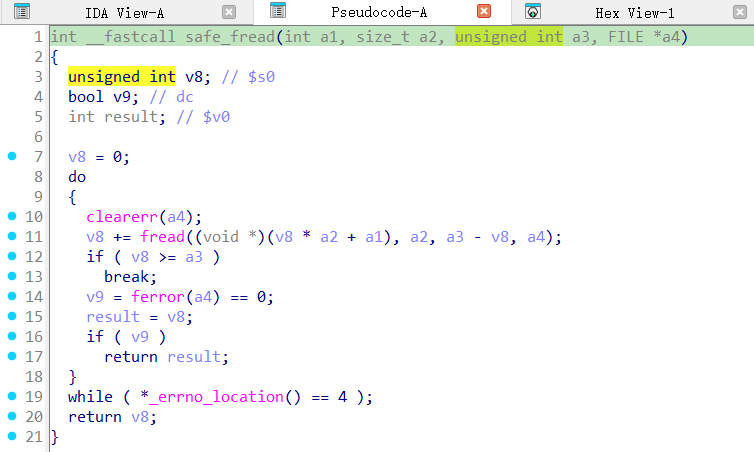 IDA View-A Pseudocode-A Hex View-1
1 int __fastcall safe_fread(int a1, size_t a2, unsigned int a3, FILE *a4)
2 {
3   unsigned int v8; // $s0
4   bool v9; // dc
5   int result; // $v0
6
7   v8 = 0;
8   do
9   {
10     clearerr(a4);
11     v8 += fread((void *)(v8 * a2 + a1), a2, a3 - v8, a4);
12     if ( v8 >= a3 )
13       break;
14     v9 = ferror(a4) == 0;
15     result = v8;
16     if ( v9 )
17       return result;
18   }
19   while ( *_errno_location() == 4 );
20   return v8;
21 }